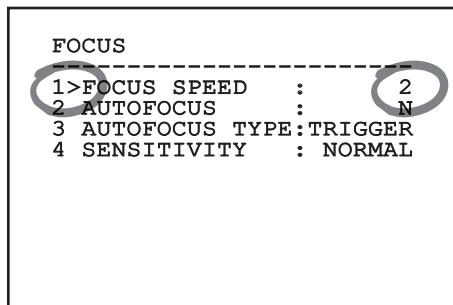 FOCUS
--------------------------
1>FOCUS SPEED : 2
2 AUTOFOCUS : N
3 AUTOFOCUS TYPE:TRIGGER
4 SENSITIVITY : NORMAL